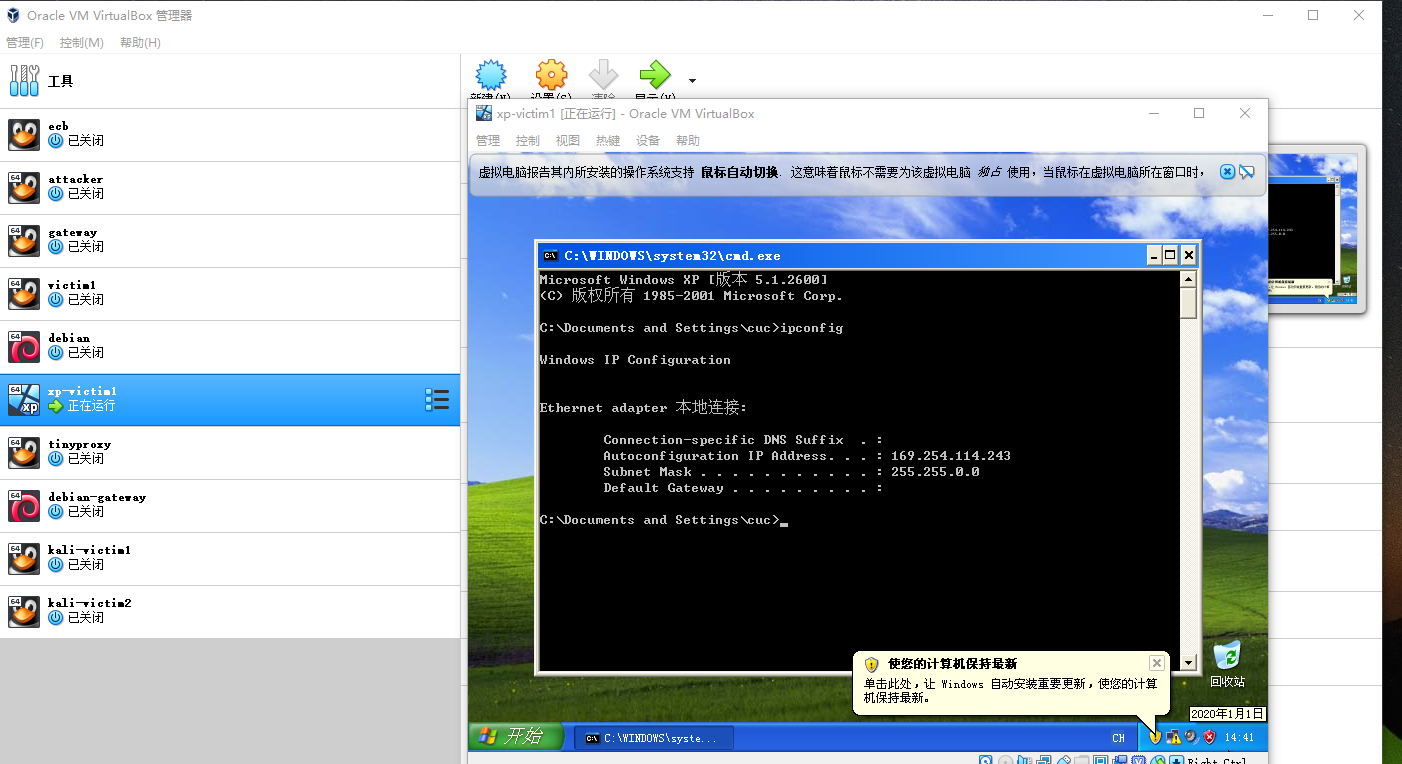 Oracle VM VirtualBox 管理器
管理(F) 控制(M) 帮助(H)
工具
ecb
已关闭
attacker
已关闭
gateway
已关闭
victim1
已关闭
debian
已关闭
xp-victim1
正在运行
tinyproxy
已关闭
debian-gateway
已关闭
kali-victim1
已关闭
kali-victim2
已关闭
新建(N) 设置(S) 清除 显示(H)
xp-victim1 [正在运行] - Oracle VM VirtualBox
管理 控制 视图 热键 设备 帮助
虚拟电脑报告其内所安装的操作系统支持 鼠标自动切换. 这意味着鼠标不需要为该虚拟电脑 独占 使用，当鼠标在虚拟电脑所在窗口时，
C:\WINDOWS\system32\cmd.exe
Microsoft Windows XP [版本 5.1.2600]
(C) 版权所有 1985-2001 Microsoft Corp.
C:\Documents and Settings\cuc>ipconfig
Windows IP Configuration
Ethernet adapter 本地连接:
Connection-specific DNS Suffix  . :
Autoconfiguration IP Address. . . : 169.254.114.243
Subnet Mask . . . . . . . . . . . : 255.255.0.0
Default Gateway . . . . . . . . . :
C:\Documents and Settings\cuc>_
使您的计算机保持最新
单击此处，让 Windows 自动安装重要更新，使您的计算
机保持最新。
回收站
2020年1月1日
开始
C:\WINDOWS\syste...
CH
14:41
Right Ctrl